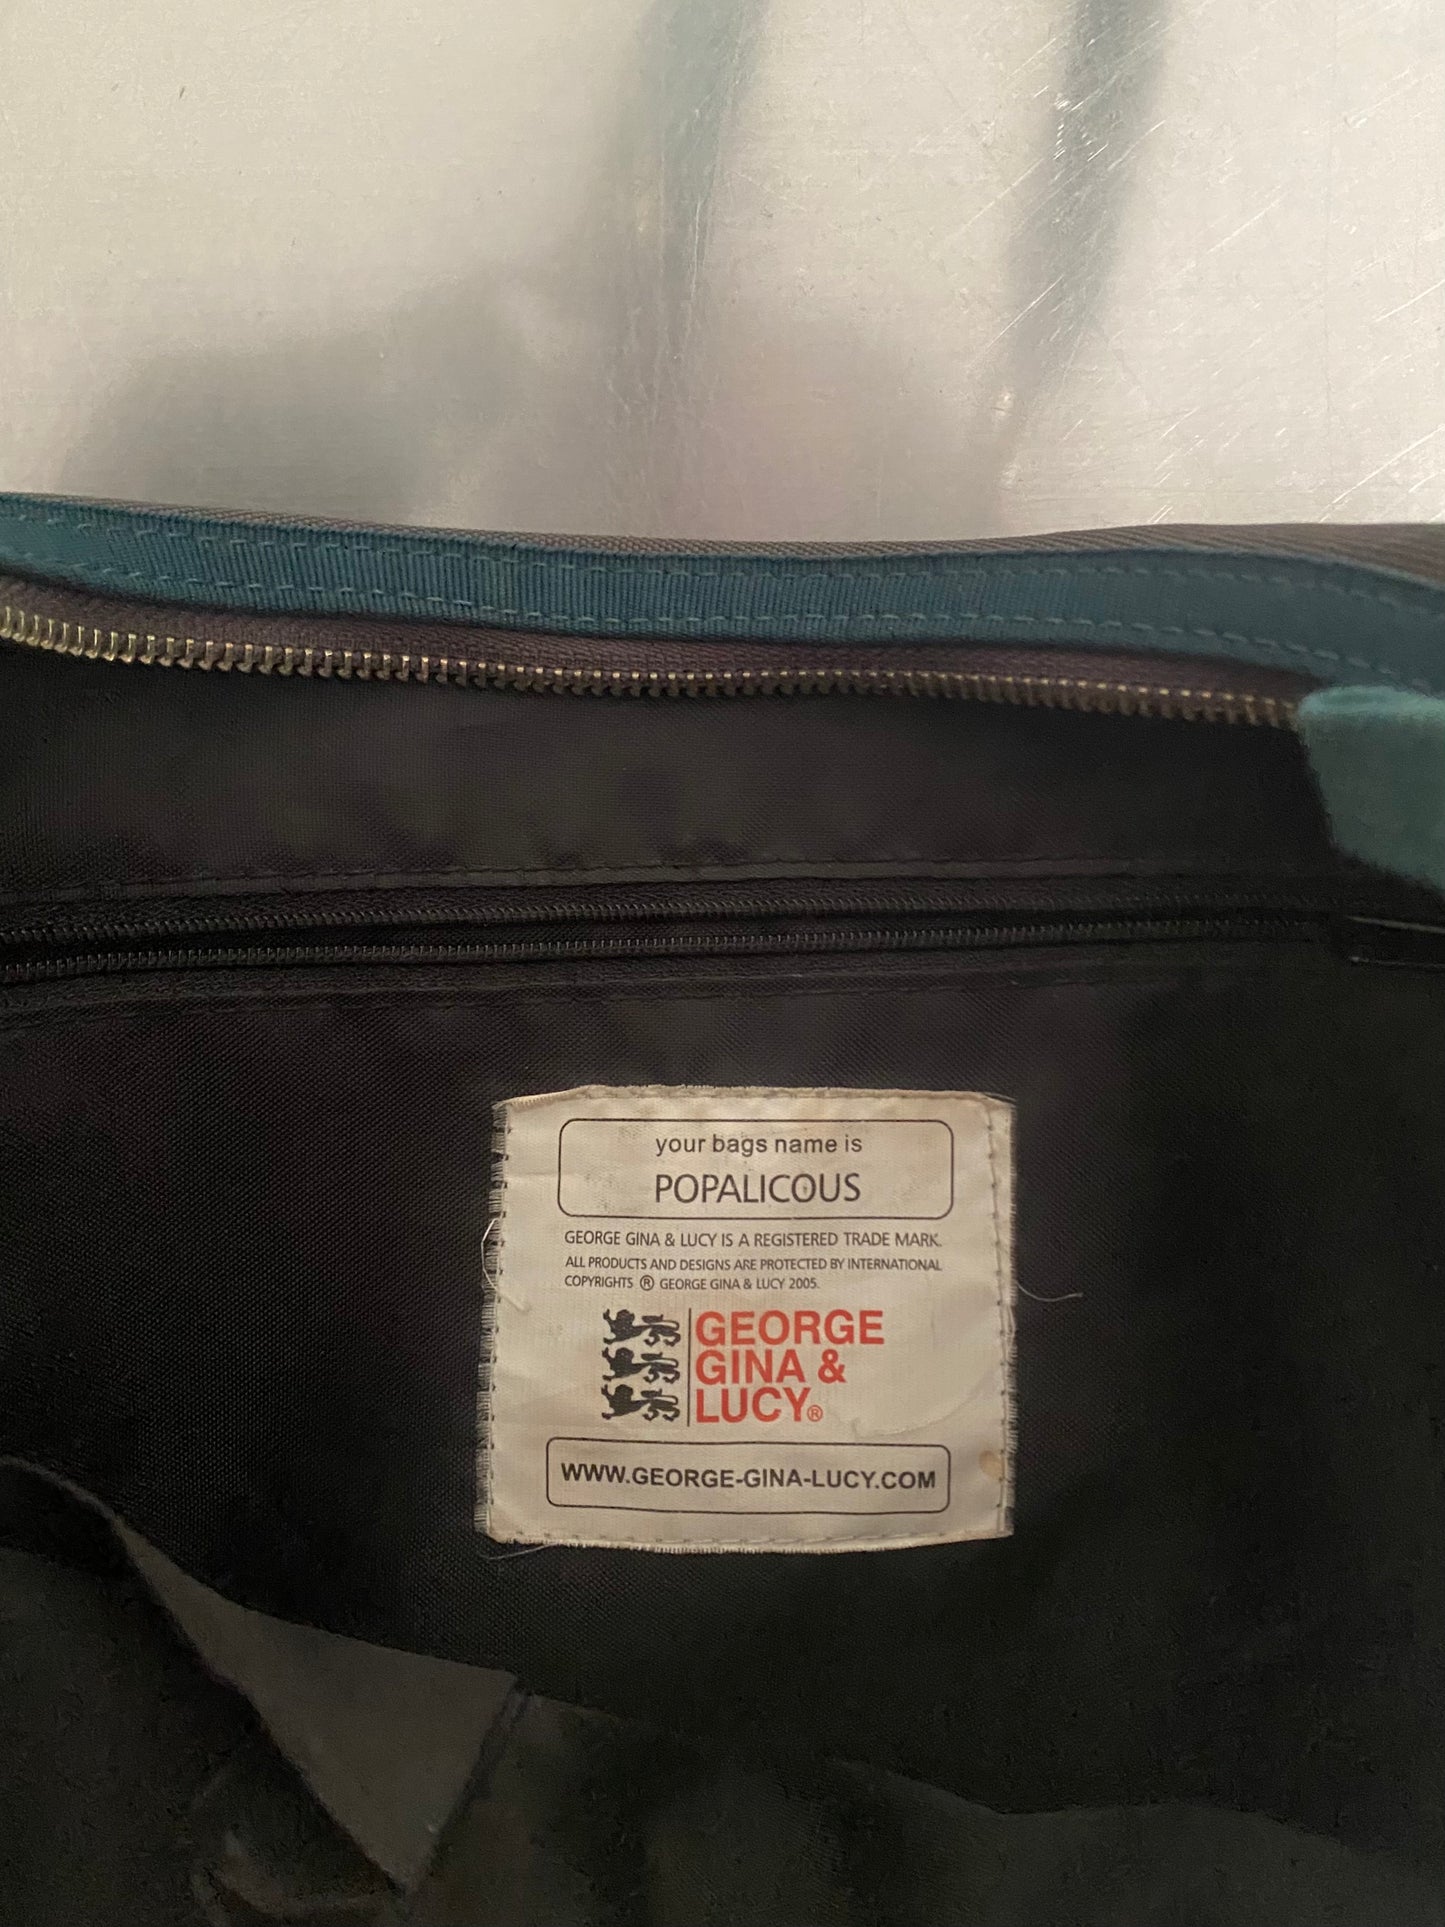 your bags name is
POPALICOUS
GEORGE GINA & LUCY IS A REGISTERED TRADE MARK.
ALL PRODUCTS AND DESIGNS ARE PROTECTED BY INTERNATIONAL
COPYRIGHTS ® GEORGE GINA & LUCY 2005.
GEORGE
GINA &
LUCY®
WWW.GEORGE-GINA-LUCY.COM